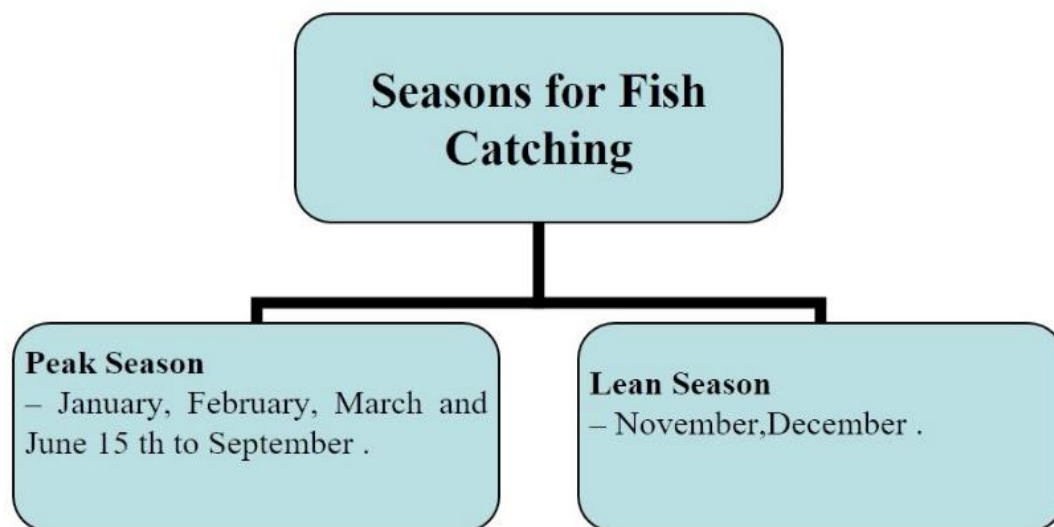 Seasons for Fish
Catching
Peak Season
– January, February, March and
June 15 th to September .
Lean Season
– November,December .